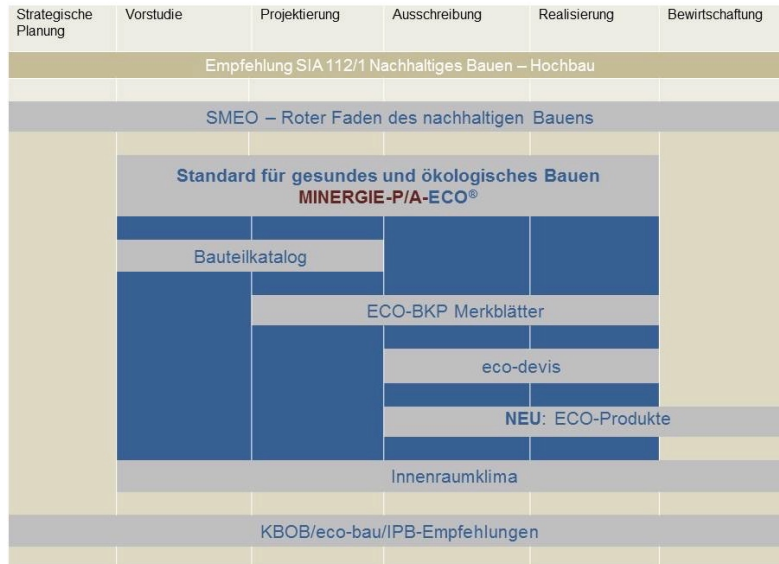 Strategische Planung
Vorstudie
Projektierung
Ausschreibung
Realisierung
Bewirtschaftung
Empfehlung SIA 112/1 Nachhaltiges Bauen – Hochbau
SMEO – Roter Faden des nachhaltigen Bauens
Standard für gesundes und ökologisches Bauen
MINERGIE-P/A-ECO®
Bauteilkatalog
ECO-BKP Merkblätter
eco-devis
NEU: ECO-Produkte
Innenraumklima
KBOB/eco-bau/IPB-Empfehlungen